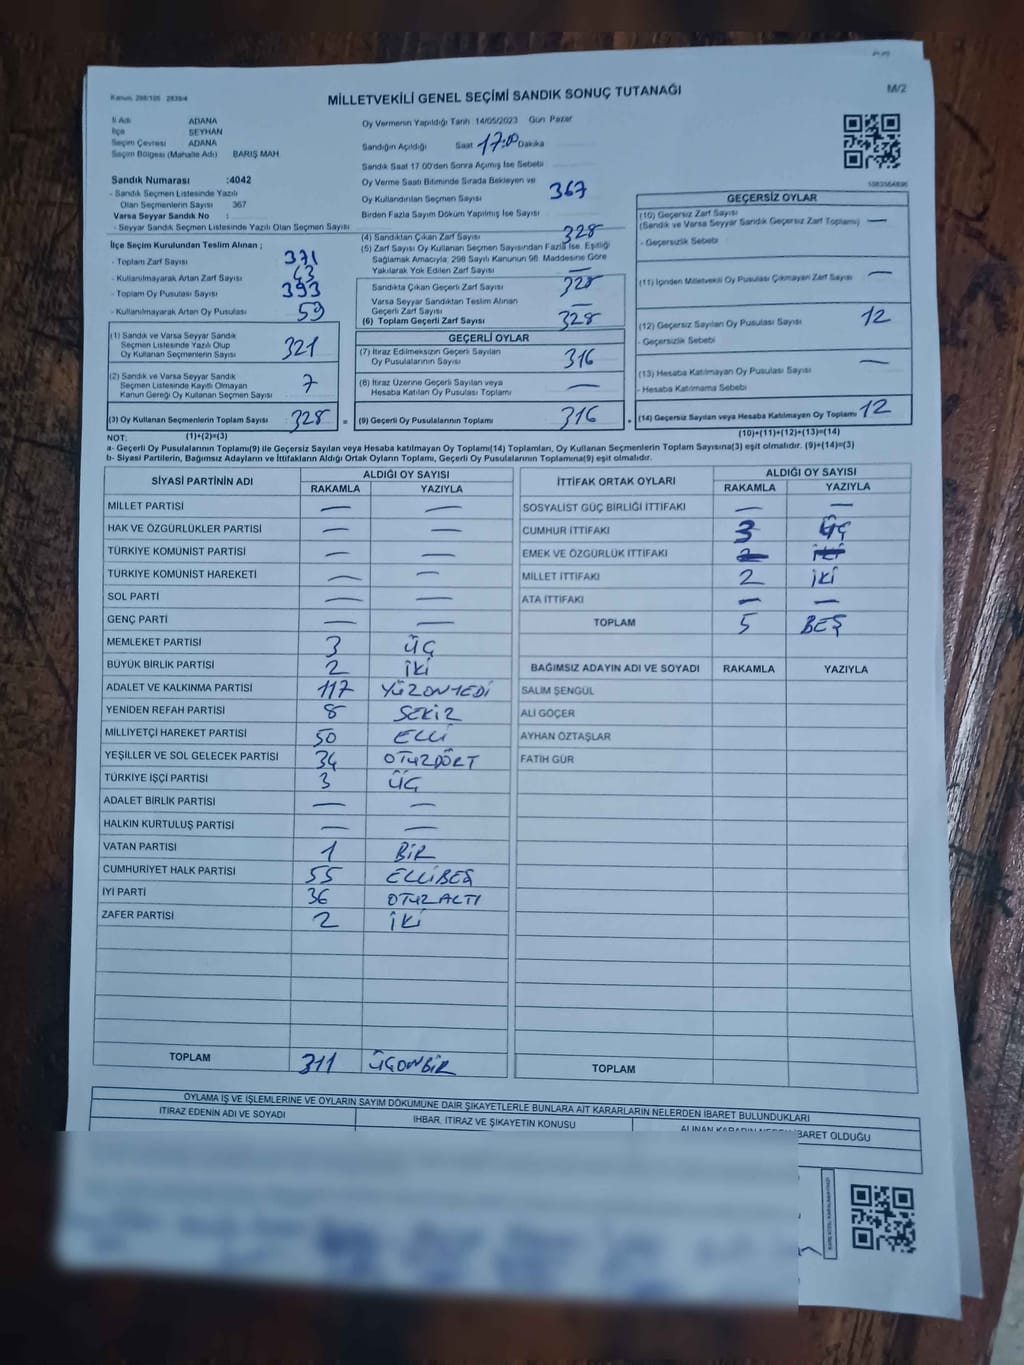 MİLLETVEKİLİ GENEL SEÇİMİ SANDIK SONUÇ TUTANAĞI
M/2
İl Adı ADANA
İlçe SEYHAN
Seçim Çevresi ADANA
Seçim Bölgesi (Mahalle Adı) BARIŞ MAH.
Sandık Numarası :4042
- Sandık Seçmen Listesinde Yazılı
Olan Seçmenlerin Sayısı 367
Varsa Seyyar Sandık No :
- Seyyar Sandık Seçmen Listesinde Yazılı Olan Seçmen Sayısı
İlçe Seçim Kurulundan Teslim Alınan ;
- Toplam Zarf Sayısı 371
- Kullanılmayarak Artan Zarf Sayısı 43
- Toplam Oy Pusulası Sayısı 393
- Kullanılmayarak Artan Oy Pusulası 59
(1) Sandık ve Varsa Seyyar Sandık
Seçmen Listesinde Yazılı Olup
Oy Kullanan Seçmenlerin Sayısı 321
(2) Sandık ve Varsa Seyyar Sandık
Seçmen Listesinde Kayıtlı Olmayan
Kanun Gereği Oy Kullanan Seçmen Sayısı 7
(3) Oy Kullanan Seçmenlerin Toplam Sayısı 328 =
Oy Vermenin Yapıldığı Tarih 14/05/2023 Gün Pazar
Sandığın Açıldığı Saat 17:00 Dakika
Sandık Saat 17.00'den Sonra Açılmış İse Sebebi
Oy Verme Saati Bitiminde Sırada Bekleyen ve
Oy Kullandırılan Seçmen Sayısı 367
Birden Fazla Sayım Döküm Yapılmış İse Sayısı
(4) Sandıktan Çıkan Zarf Sayısı 328
(5) Zarf Sayısı Oy Kullanan Seçmen Sayısından Fazla İse, Eşitliği
Sağlamak Amacıyla; 298 Sayılı Kanunun 98. Maddesine Göre
Yakılarak Yok Edilen Zarf Sayısı —
Sandıkta Çıkan Geçerli Zarf Sayısı 328
Varsa Seyyar Sandıktan Teslim Alınan
Geçerli Zarf Sayısı —
(6) Toplam Geçerli Zarf Sayısı 328
GEÇERLİ OYLAR
(7) İtiraz Edilmeksizin Geçerli Sayılan
Oy Pusulalarının Sayısı 316
(8) İtiraz Üzerine Geçerli Sayılan veya
Hesaba Katılan Oy Pusulası Toplamı —
(9) Geçerli Oy Pusulalarının Toplamı 316
GEÇERSİZ OYLAR
(10) Geçersiz Zarf Sayısı
(Sandık ve Varsa Seyyar Sandık Geçersiz Zarf Toplamı) —
- Geçersizlik Sebebi
(11) İçinden Milletvekili Oy Pusulası Çıkmayan Zarf Sayısı —
(12) Geçersiz Sayılan Oy Pusulası Sayısı 12
- Geçersizlik Sebebi:
(13) Hesaba Katılmayan Oy Pusulası Sayısı —
- Hesaba Katılmama Sebebi
(14) Geçersiz Sayılan veya Hesaba Katılmayan Oy Toplamı 12
NOT: (1)+(2)=(3) (10)+(11)+(12)+(13)=(14)
a- Geçerli Oy Pusulalarının Toplamı(9) ile Geçersiz Sayılan veya Hesaba katılmayan Oy Toplamı(14) Toplamları, Oy Kullanan Seçmenlerin Toplam Sayısına(3) eşit olmalıdır. (9)+(14)=(3)
b- Siyasi Partilerin, Bağımsız Adayların ve İttifakların Aldığı Ortak Oyların Toplamı, Geçerli Oy Pusulalarının Toplamına(9) eşit olmalıdır.
SİYASİ PARTİNİN ADI ALDIĞI OY SAYISI
RAKAMLA YAZIYLA
MİLLET PARTİSİ — —
HAK VE ÖZGÜRLÜKLER PARTİSİ — —
TÜRKİYE KOMÜNİST PARTİSİ — —
TÜRKİYE KOMÜNİST HAREKETİ — —
SOL PARTİ — —
GENÇ PARTİ — —
MEMLEKET PARTİSİ 3 ÜÇ
BÜYÜK BİRLİK PARTİSİ 2 İKİ
ADALET VE KALKINMA PARTİSİ 117 YÜZONYEDİ
YENİDEN REFAH PARTİSİ 8 SEKİZ
MİLLİYETÇİ HAREKET PARTİSİ 50 ELLİ
YEŞİLLER VE SOL GELECEK PARTİSİ 34 OTUZDÖRT
TÜRKİYE İŞÇİ PARTİSİ 3 ÜÇ
ADALET BİRLİK PARTİSİ — —
HALKIN KURTULUŞ PARTİSİ — —
VATAN PARTİSİ 1 BİR
CUMHURİYET HALK PARTİSİ 55 ELLİBEŞ
İYİ PARTİ 36 OTUZALTI
ZAFER PARTİSİ 2 İKİ
TOPLAM 311 ÜÇONBİR
İTTİFAK ORTAK OYLARI ALDIĞI OY SAYISI
RAKAMLA YAZIYLA
SOSYALİST GÜÇ BİRLİĞİ İTTİFAKI — —
CUMHUR İTTİFAKI 3 ÜÇ
EMEK VE ÖZGÜRLÜK İTTİFAKI 2 İKİ
MİLLET İTTİFAKI 2 İKİ
ATA İTTİFAKI — —
TOPLAM 5 BEŞ
BAĞIMSIZ ADAYIN ADI VE SOYADI RAKAMLA YAZIYLA
SALİM ŞENGÜL
ALİ GÖÇER
AYHAN ÖZTAŞLAR
FATİH GÜR
TOPLAM
OYLAMA İŞ VE İŞLEMLERİNE VE OYLARIN SAYIM DÖKÜMÜNE DAİR ŞİKAYETLERLE BUNLARA AİT KARARLARIN NELERDEN İBARET BULUNDUKLARI
İTİRAZ EDENİN ADI VE SOYADI
İHBAR, İTİRAZ VE ŞİKAYETİN KONUSU
İBARET OLDUĞU